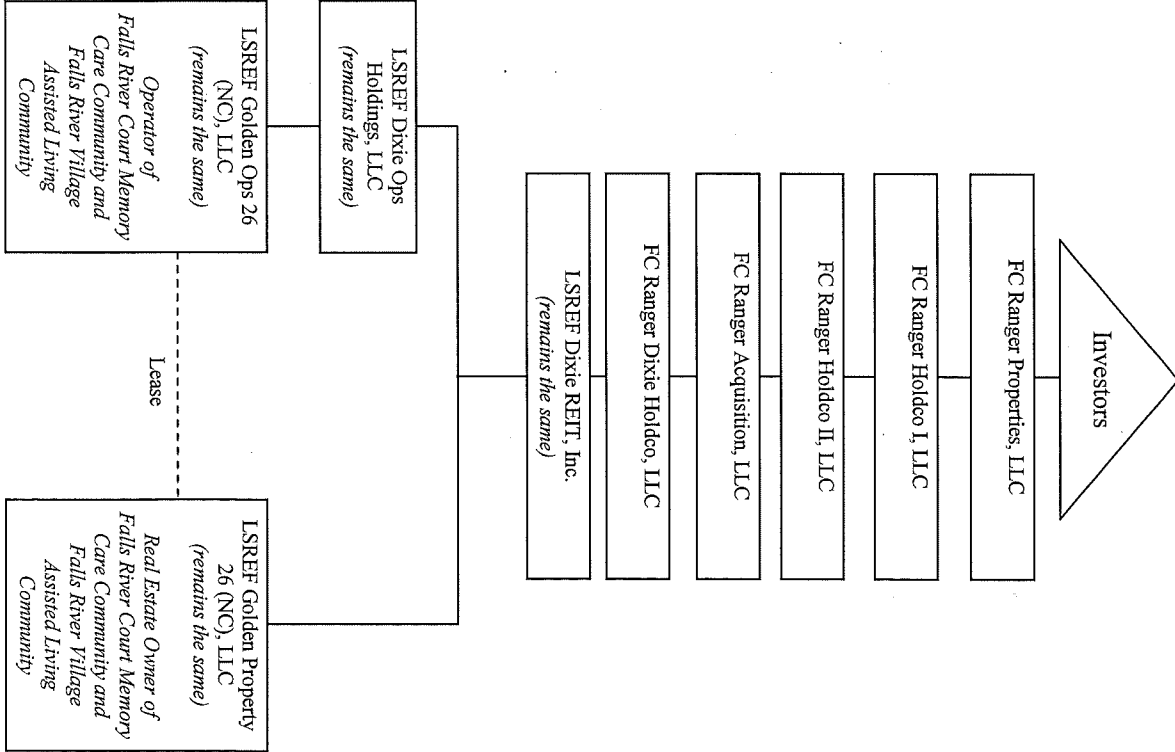 Investors
FC Ranger Properties, LLC
FC Ranger Holdco I, LLC
FC Ranger Holdco II, LLC
FC Ranger Acquisition, LLC
FC Ranger Dixie Holdco, LLC
LSREF Dixie REIT, Inc.
(remains the same)
LSREF Dixie Ops
Holdings, LLC
(remains the same)
LSREF Golden Ops 26
(NC), LLC
(remains the same)
Operator of
Falls River Court Memory
Care Community and
Falls River Village
Assisted Living
Community
Lease
LSREF Golden Property
26 (NC), LLC
(remains the same)
Real Estate Owner of
Falls River Court Memory
Care Community and
Falls River Village
Assisted Living
Community